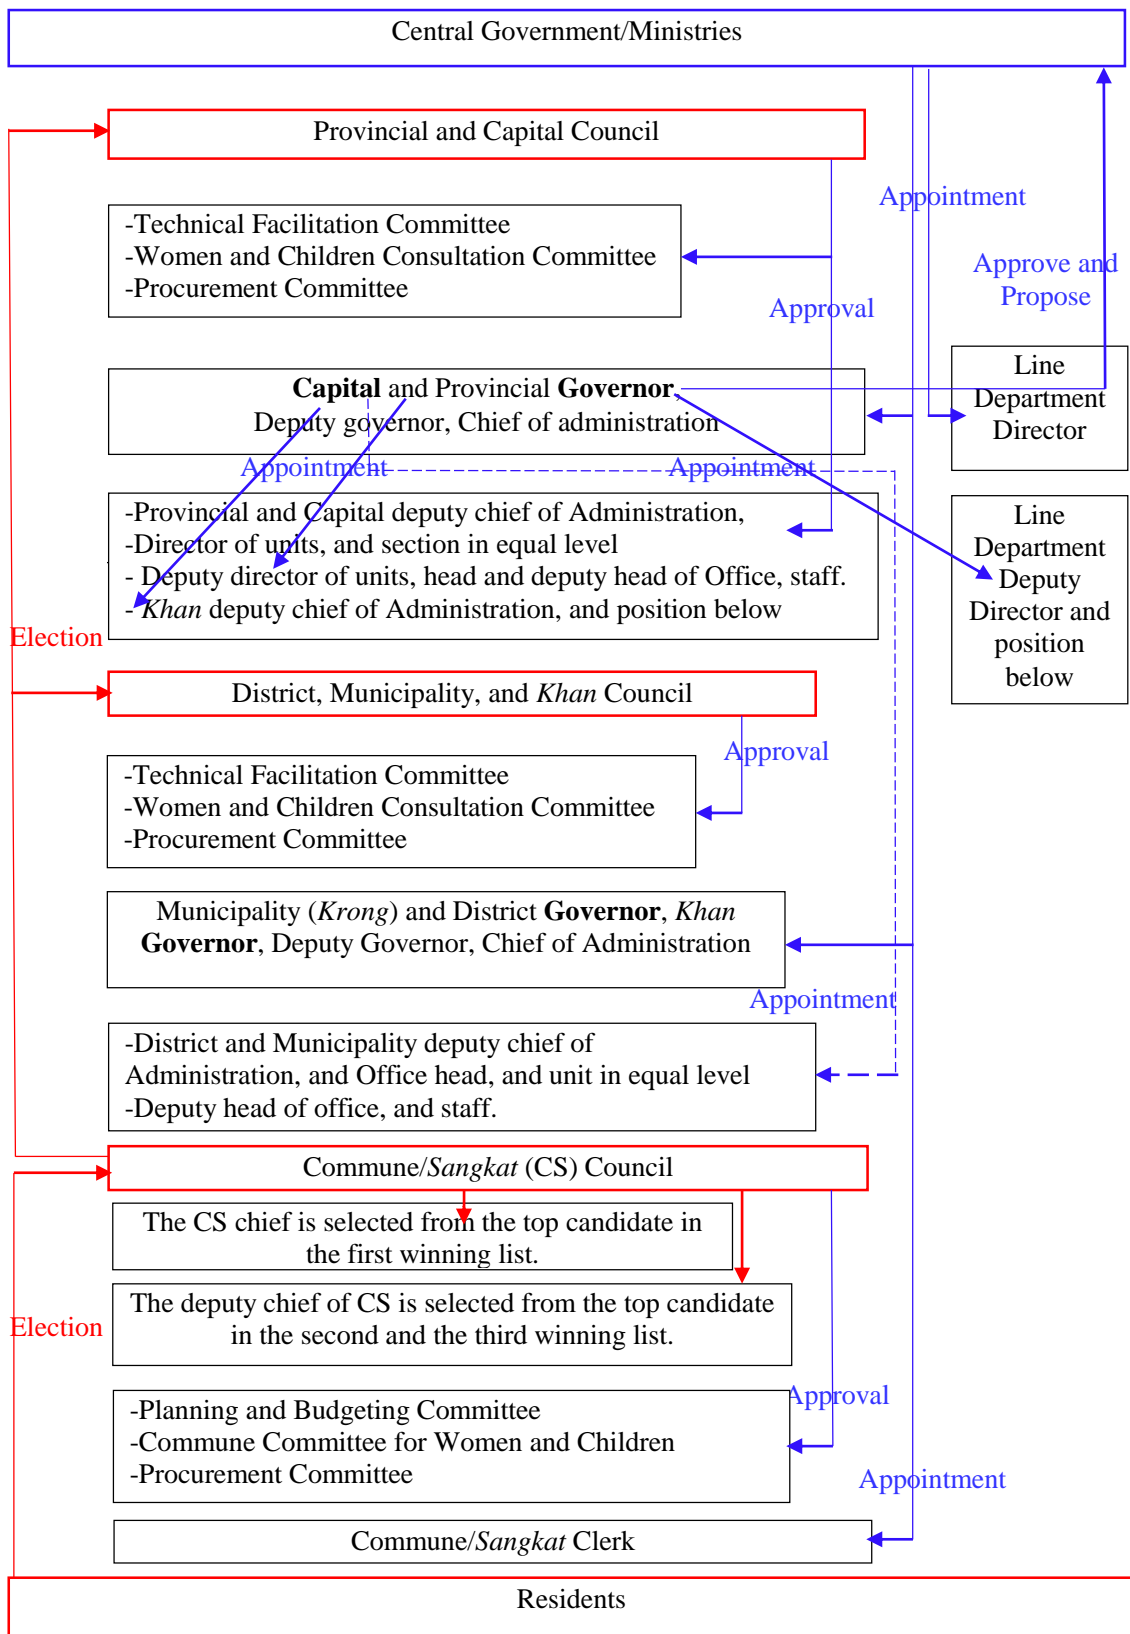 Central Government/Ministries
Provincial and Capital Council
Appointment
-Technical Facilitation Committee
-Women and Children Consultation Committee
-Procurement Committee
Approve and
Propose
Approval
Capital and Provincial Governor,
Deputy governor, Chief of administration
Line
Department
Director
Appointment
Appointment
-Provincial and Capital deputy chief of Administration,
-Director of units, and section in equal level
- Deputy director of units, head and deputy head of Office, staff.
- Khan deputy chief of Administration, and position below
Line
Department
Deputy
Director and
position
below
Election
District, Municipality, and Khan Council
Approval
-Technical Facilitation Committee
-Women and Children Consultation Committee
-Procurement Committee
Municipality (Krong) and District Governor, Khan
Governor, Deputy Governor, Chief of Administration
Appointment
-District and Municipality deputy chief of
Administration, and Office head, and unit in equal level
-Deputy head of office, and staff.
Commune/Sangkat (CS) Council
The CS chief is selected from the top candidate in
the first winning list.
The deputy chief of CS is selected from the top candidate
in the second and the third winning list.
Election
Approval
-Planning and Budgeting Committee
-Commune Committee for Women and Children
-Procurement Committee
Appointment
Commune/Sangkat Clerk
Residents